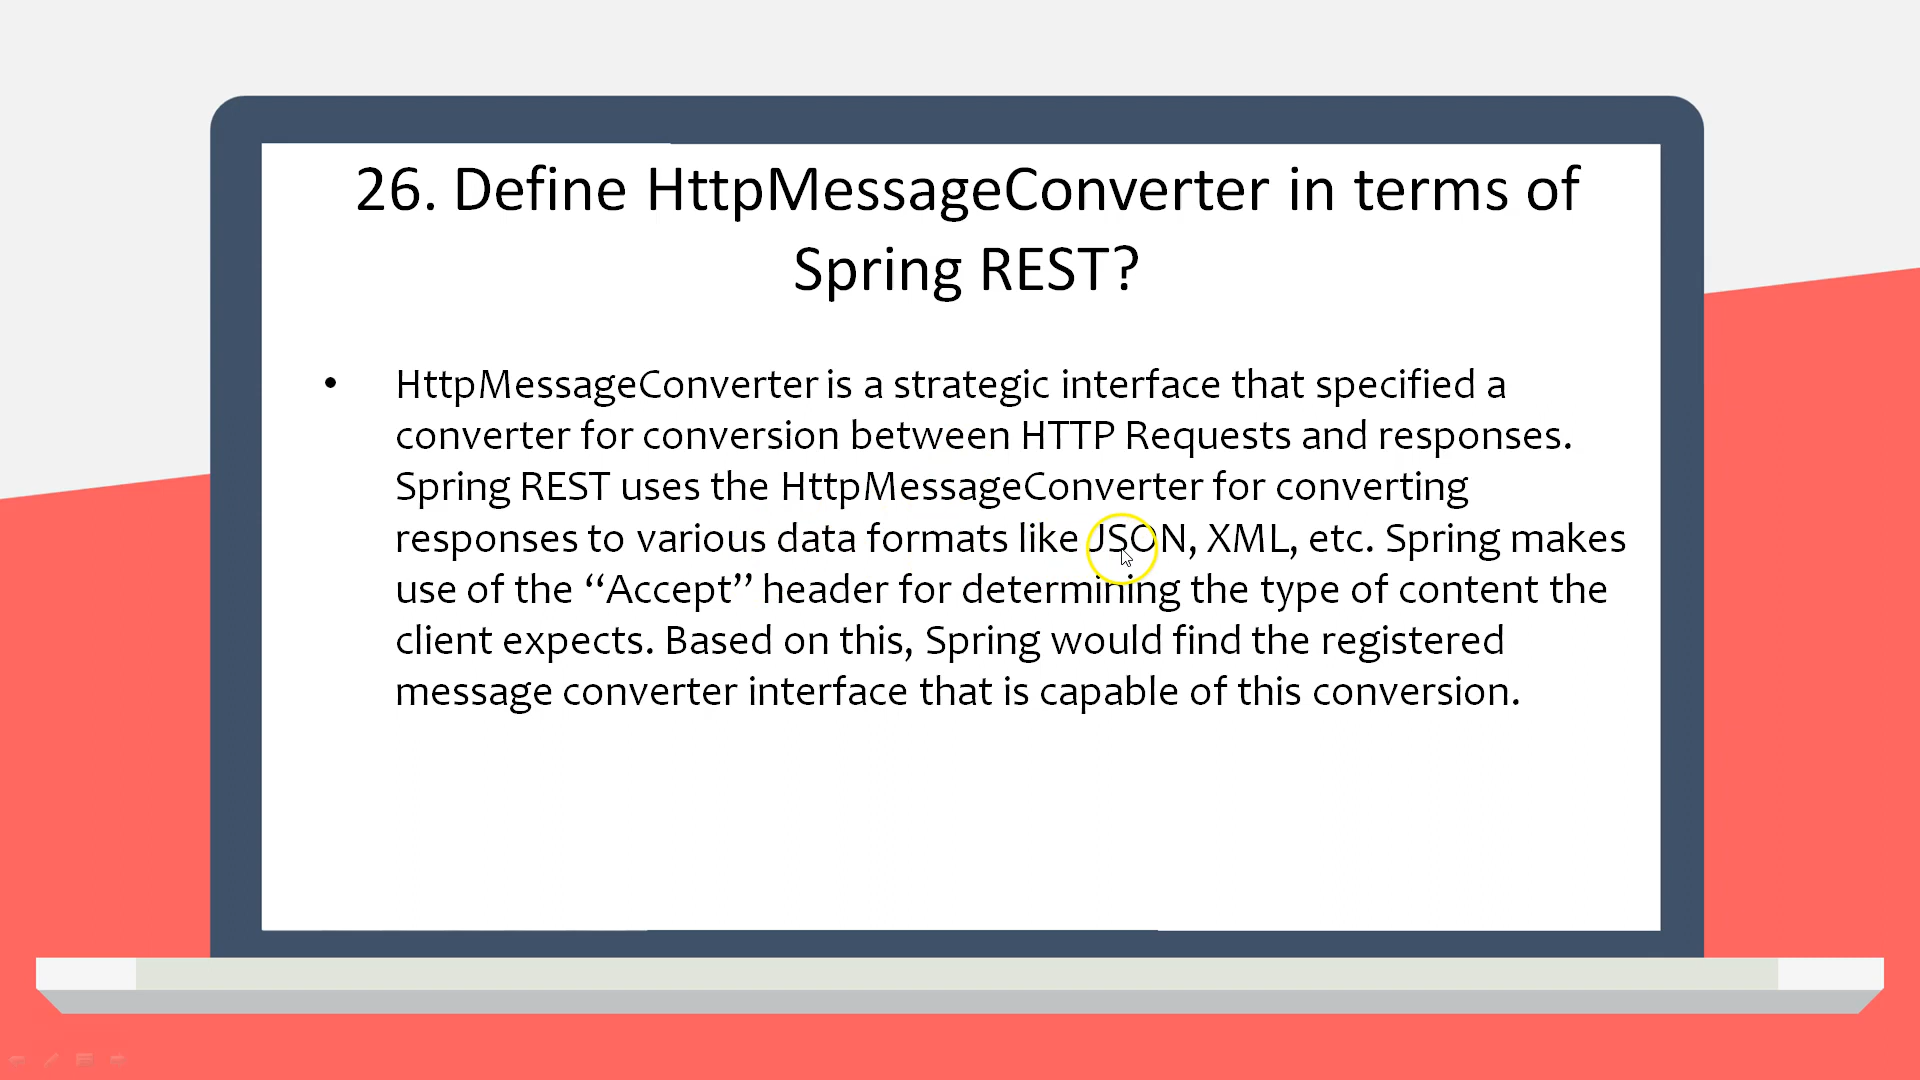 26. Define HttpMessageConverter in terms of
Spring REST?
• HttpMessageConverter is a strategic interface that specified a
converter for conversion between HTTP Requests and responses.
Spring REST uses the HttpMessageConverter for converting
responses to various data formats like JSON, XML, etc. Spring makes
use of the “Accept” header for determining the type of content the
client expects. Based on this, Spring would find the registered
message converter interface that is capable of this conversion.